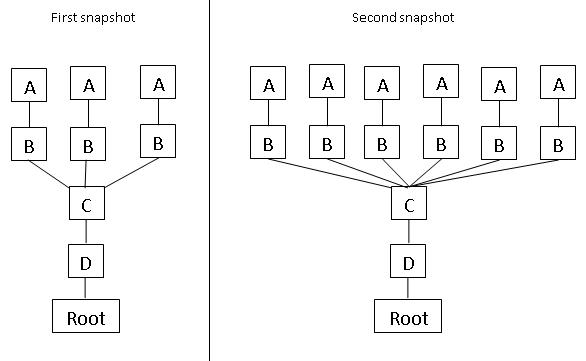 First snapshot
A A A
B B B
C
D
Root
Second snapshot
A A A A A A
B B B B B B
C
D
Root